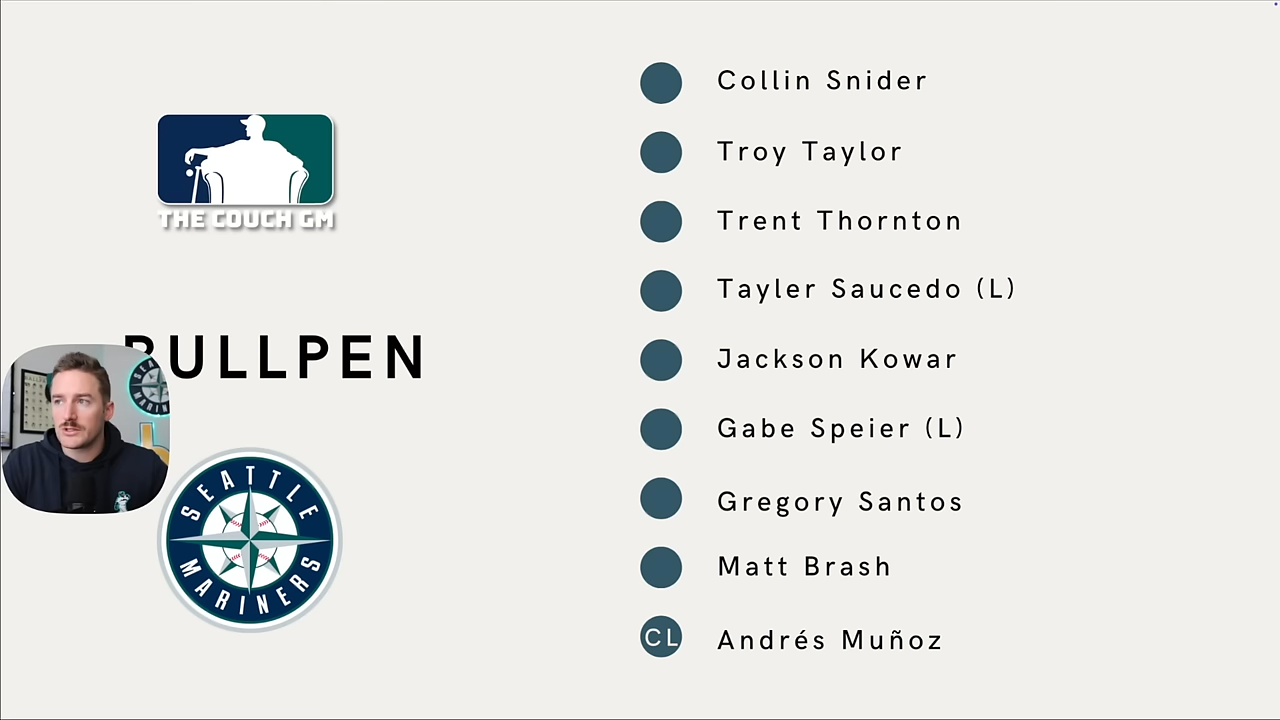 THE COUCH GM
BULLPEN
SEATTLE
MARINERS
Collin Snider
Troy Taylor
Trent Thornton
Tayler Saucedo (L)
Jackson Kowar
Gabe Speier (L)
Gregory Santos
Matt Brash
CL Andrés Muñoz